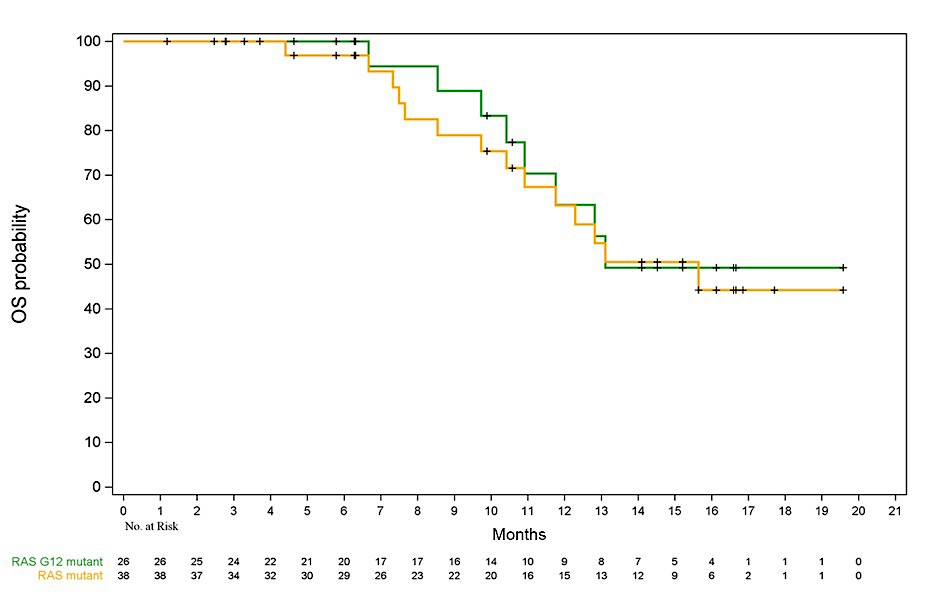 100
90
80
70
60
50
40
30
20
10
0
OS probability
0 1 2 3 4 5 6 7 8 9 10 11 12 13 14 15 16 17 18 19 20 21
No. at Risk
Months
RAS G12 mutant 26 26 25 24 22 21 20 17 17 16 14 10 9 8 7 5 4 1 1 1 0
RAS mutant 38 38 37 34 32 30 29 26 23 22 20 16 15 13 12 9 6 2 1 1 0